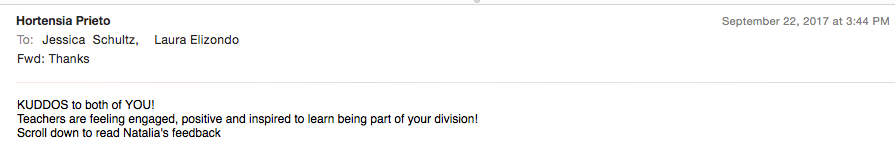 Hortensia Prieto September 22, 2017 at 3:44 PM
To: Jessica Schultz, Laura Elizondo
Fwd: Thanks
KUDDOS to both of YOU!
Teachers are feeling engaged, positive and inspired to learn being part of your division!
Scroll down to read Natalia's feedback